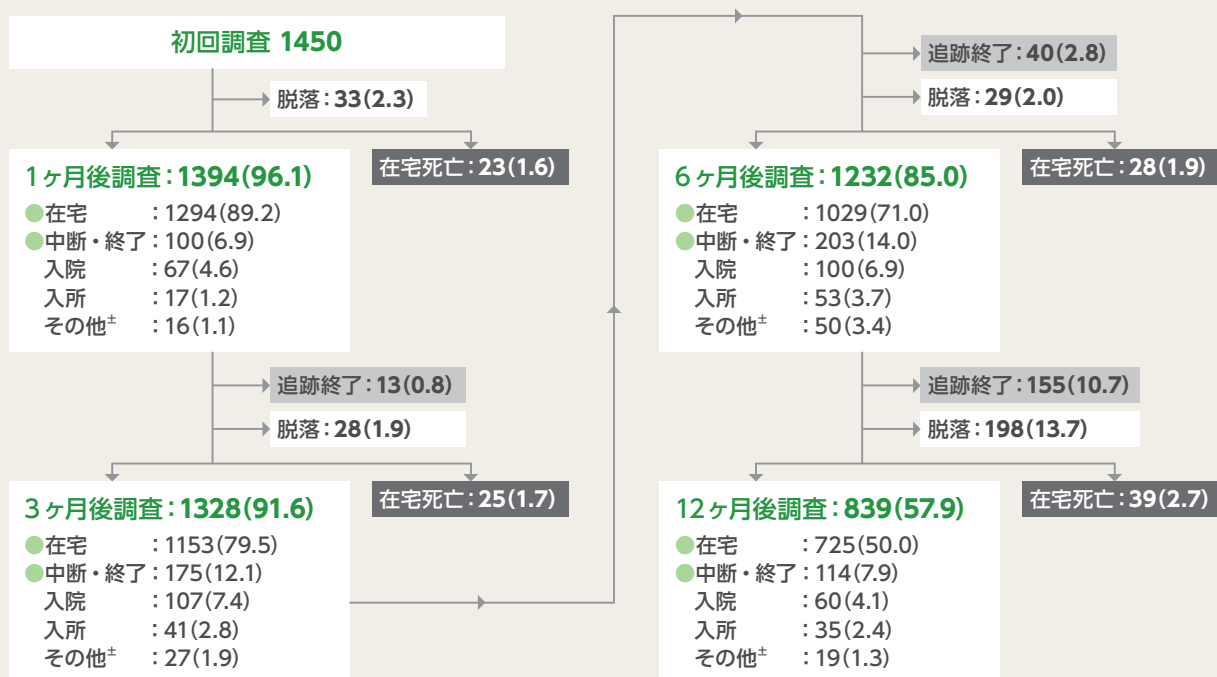 初回調査 1450
脱落：33(2.3)
1ヶ月後調査：1394(96.1)
在宅死亡：23(1.6)
●在宅：1294(89.2)
●中断・終了：100(6.9)
入院：67(4.6)
入所：17(1.2)
その他±：16(1.1)
追跡終了：13(0.8)
脱落：28(1.9)
3ヶ月後調査：1328(91.6)
在宅死亡：25(1.7)
●在宅：1153(79.5)
●中断・終了：175(12.1)
入院：107(7.4)
入所：41(2.8)
その他±：27(1.9)
追跡終了：40(2.8)
脱落：29(2.0)
6ヶ月後調査：1232(85.0)
在宅死亡：28(1.9)
●在宅：1029(71.0)
●中断・終了：203(14.0)
入院：100(6.9)
入所：53(3.7)
その他±：50(3.4)
追跡終了：155(10.7)
脱落：198(13.7)
12ヶ月後調査：839(57.9)
在宅死亡：39(2.7)
●在宅：725(50.0)
●中断・終了：114(7.9)
入院：60(4.1)
入所：35(2.4)
その他±：19(1.3)